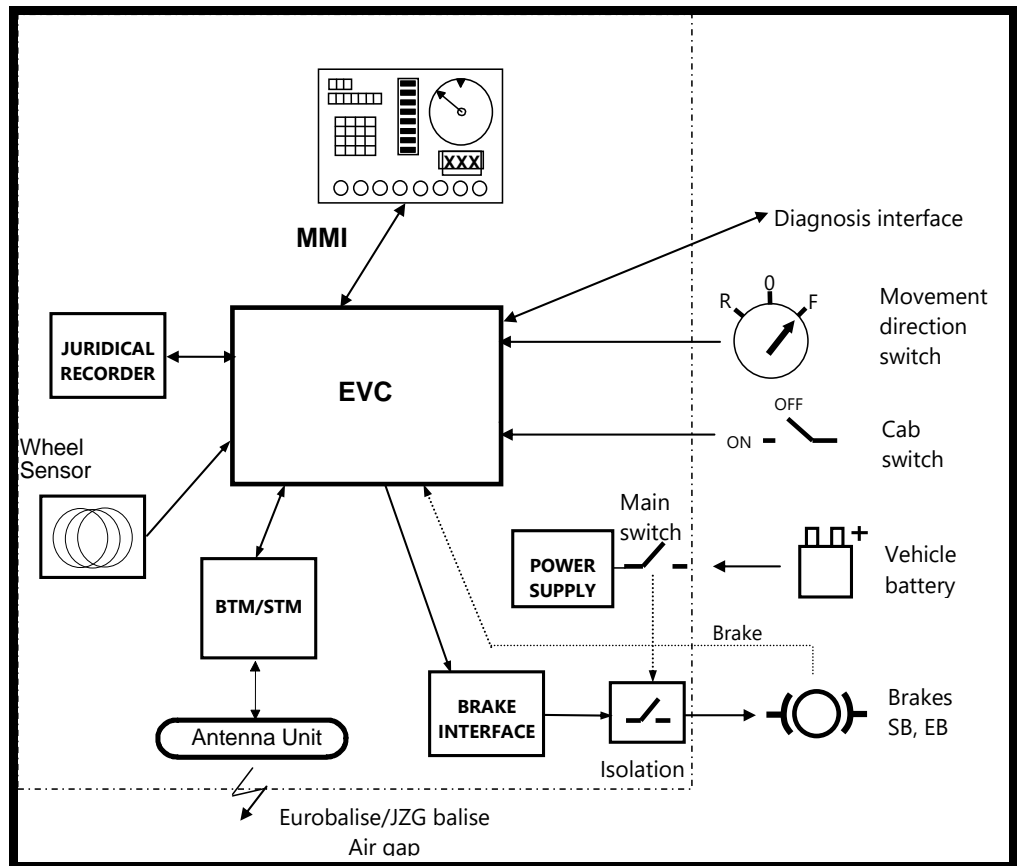 XXX
MMI
Diagnosis interface
R
0
F
Movement
direction
switch
JURIDICAL
RECORDER
EVC
OFF
ON
Cab
switch
Wheel
Sensor
Main
switch
POWER
SUPPLY
+
Vehicle
battery
BTM/STM
Brake
BRAKE
INTERFACE
Brakes
SB, EB
Antenna Unit
Isolation
Eurobalise/JZG balise
Air gap